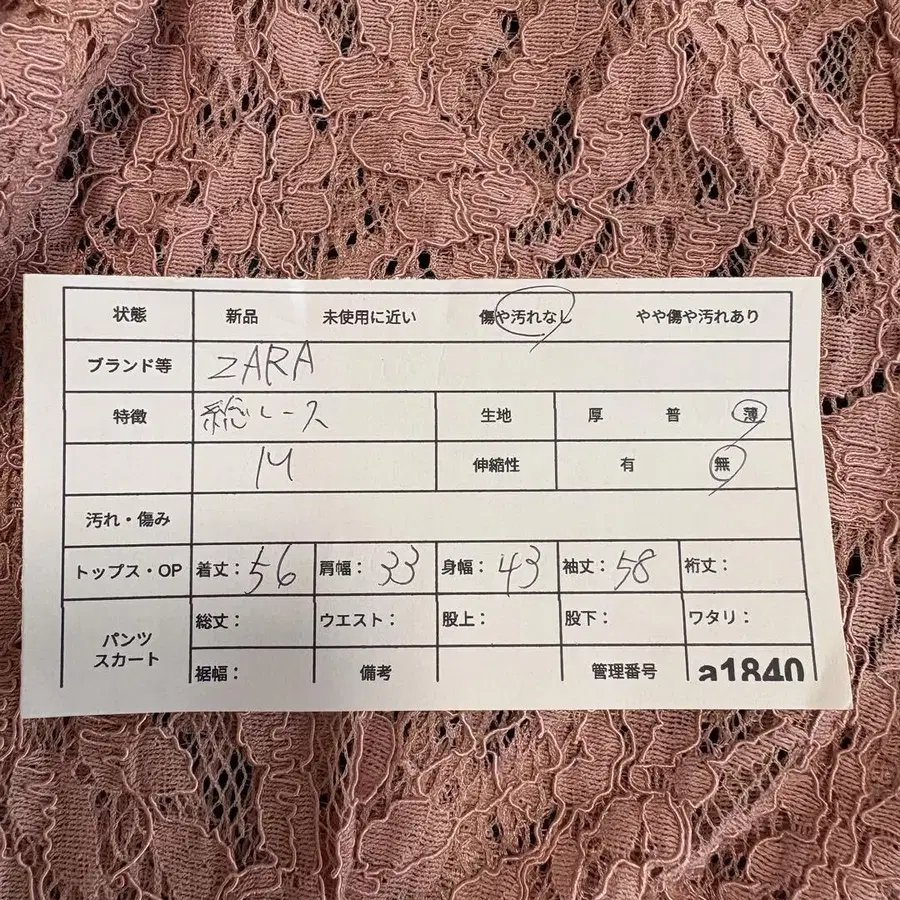 状態 新品 未使用に近い 傷や汚れなし やや傷や汚れあり
ブランド等 ZARA
特徴 総レース 生地 厚 普 薄
M 伸縮性 有 無
汚れ・傷み
トップス・OP 着丈: 56 肩幅: 33 身幅: 43 袖丈: 58 裄丈:
パンツ スカート 総丈: ウエスト: 股上: 股下: ワタリ:
裾幅: 備考 管理番号 a1840